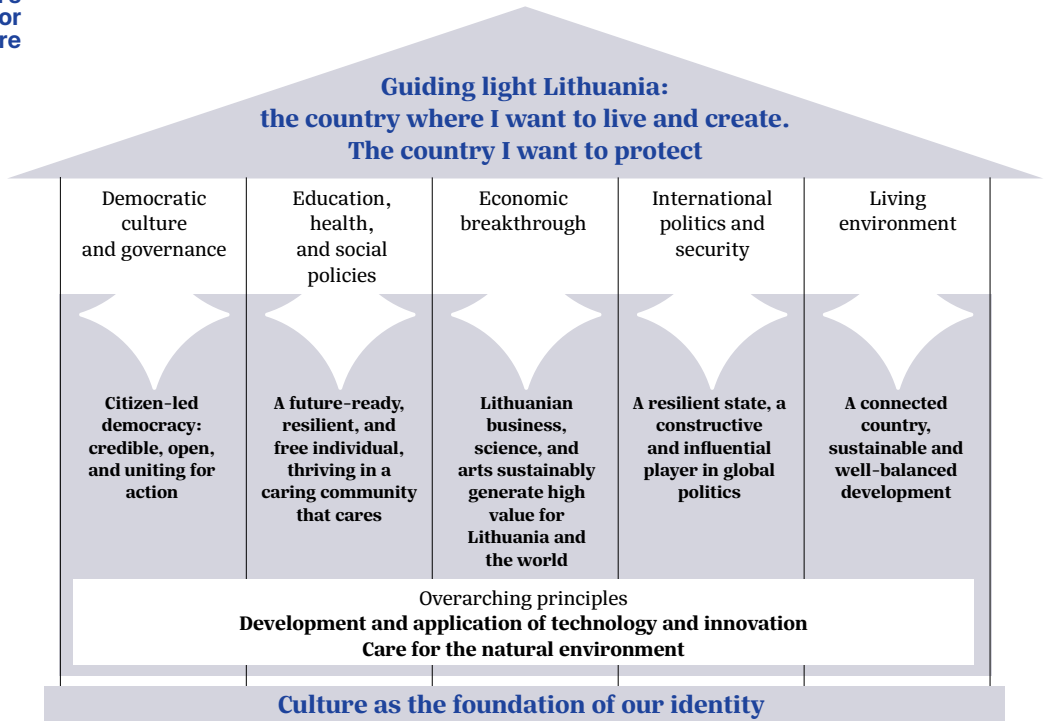 or
re
Guiding light Lithuania:
the country where I want to live and create.
The country I want to protect
Democratic
culture
and governance
Education,
health,
and social
policies
Economic
breakthrough
International
politics and
security
Living
environment
Citizen-led
democracy:
credible, open,
and uniting for
action
A future-ready,
resilient, and
free individual,
thriving in a
caring community
that cares
Lithuanian
business,
science, and
arts sustainably
generate high
value for
Lithuania and
the world
A resilient state, a
constructive
and influential
player in global
politics
A connected
country,
sustainable and
well-balanced
development
Overarching principles
Development and application of technology and innovation
Care for the natural environment
Culture as the foundation of our identity